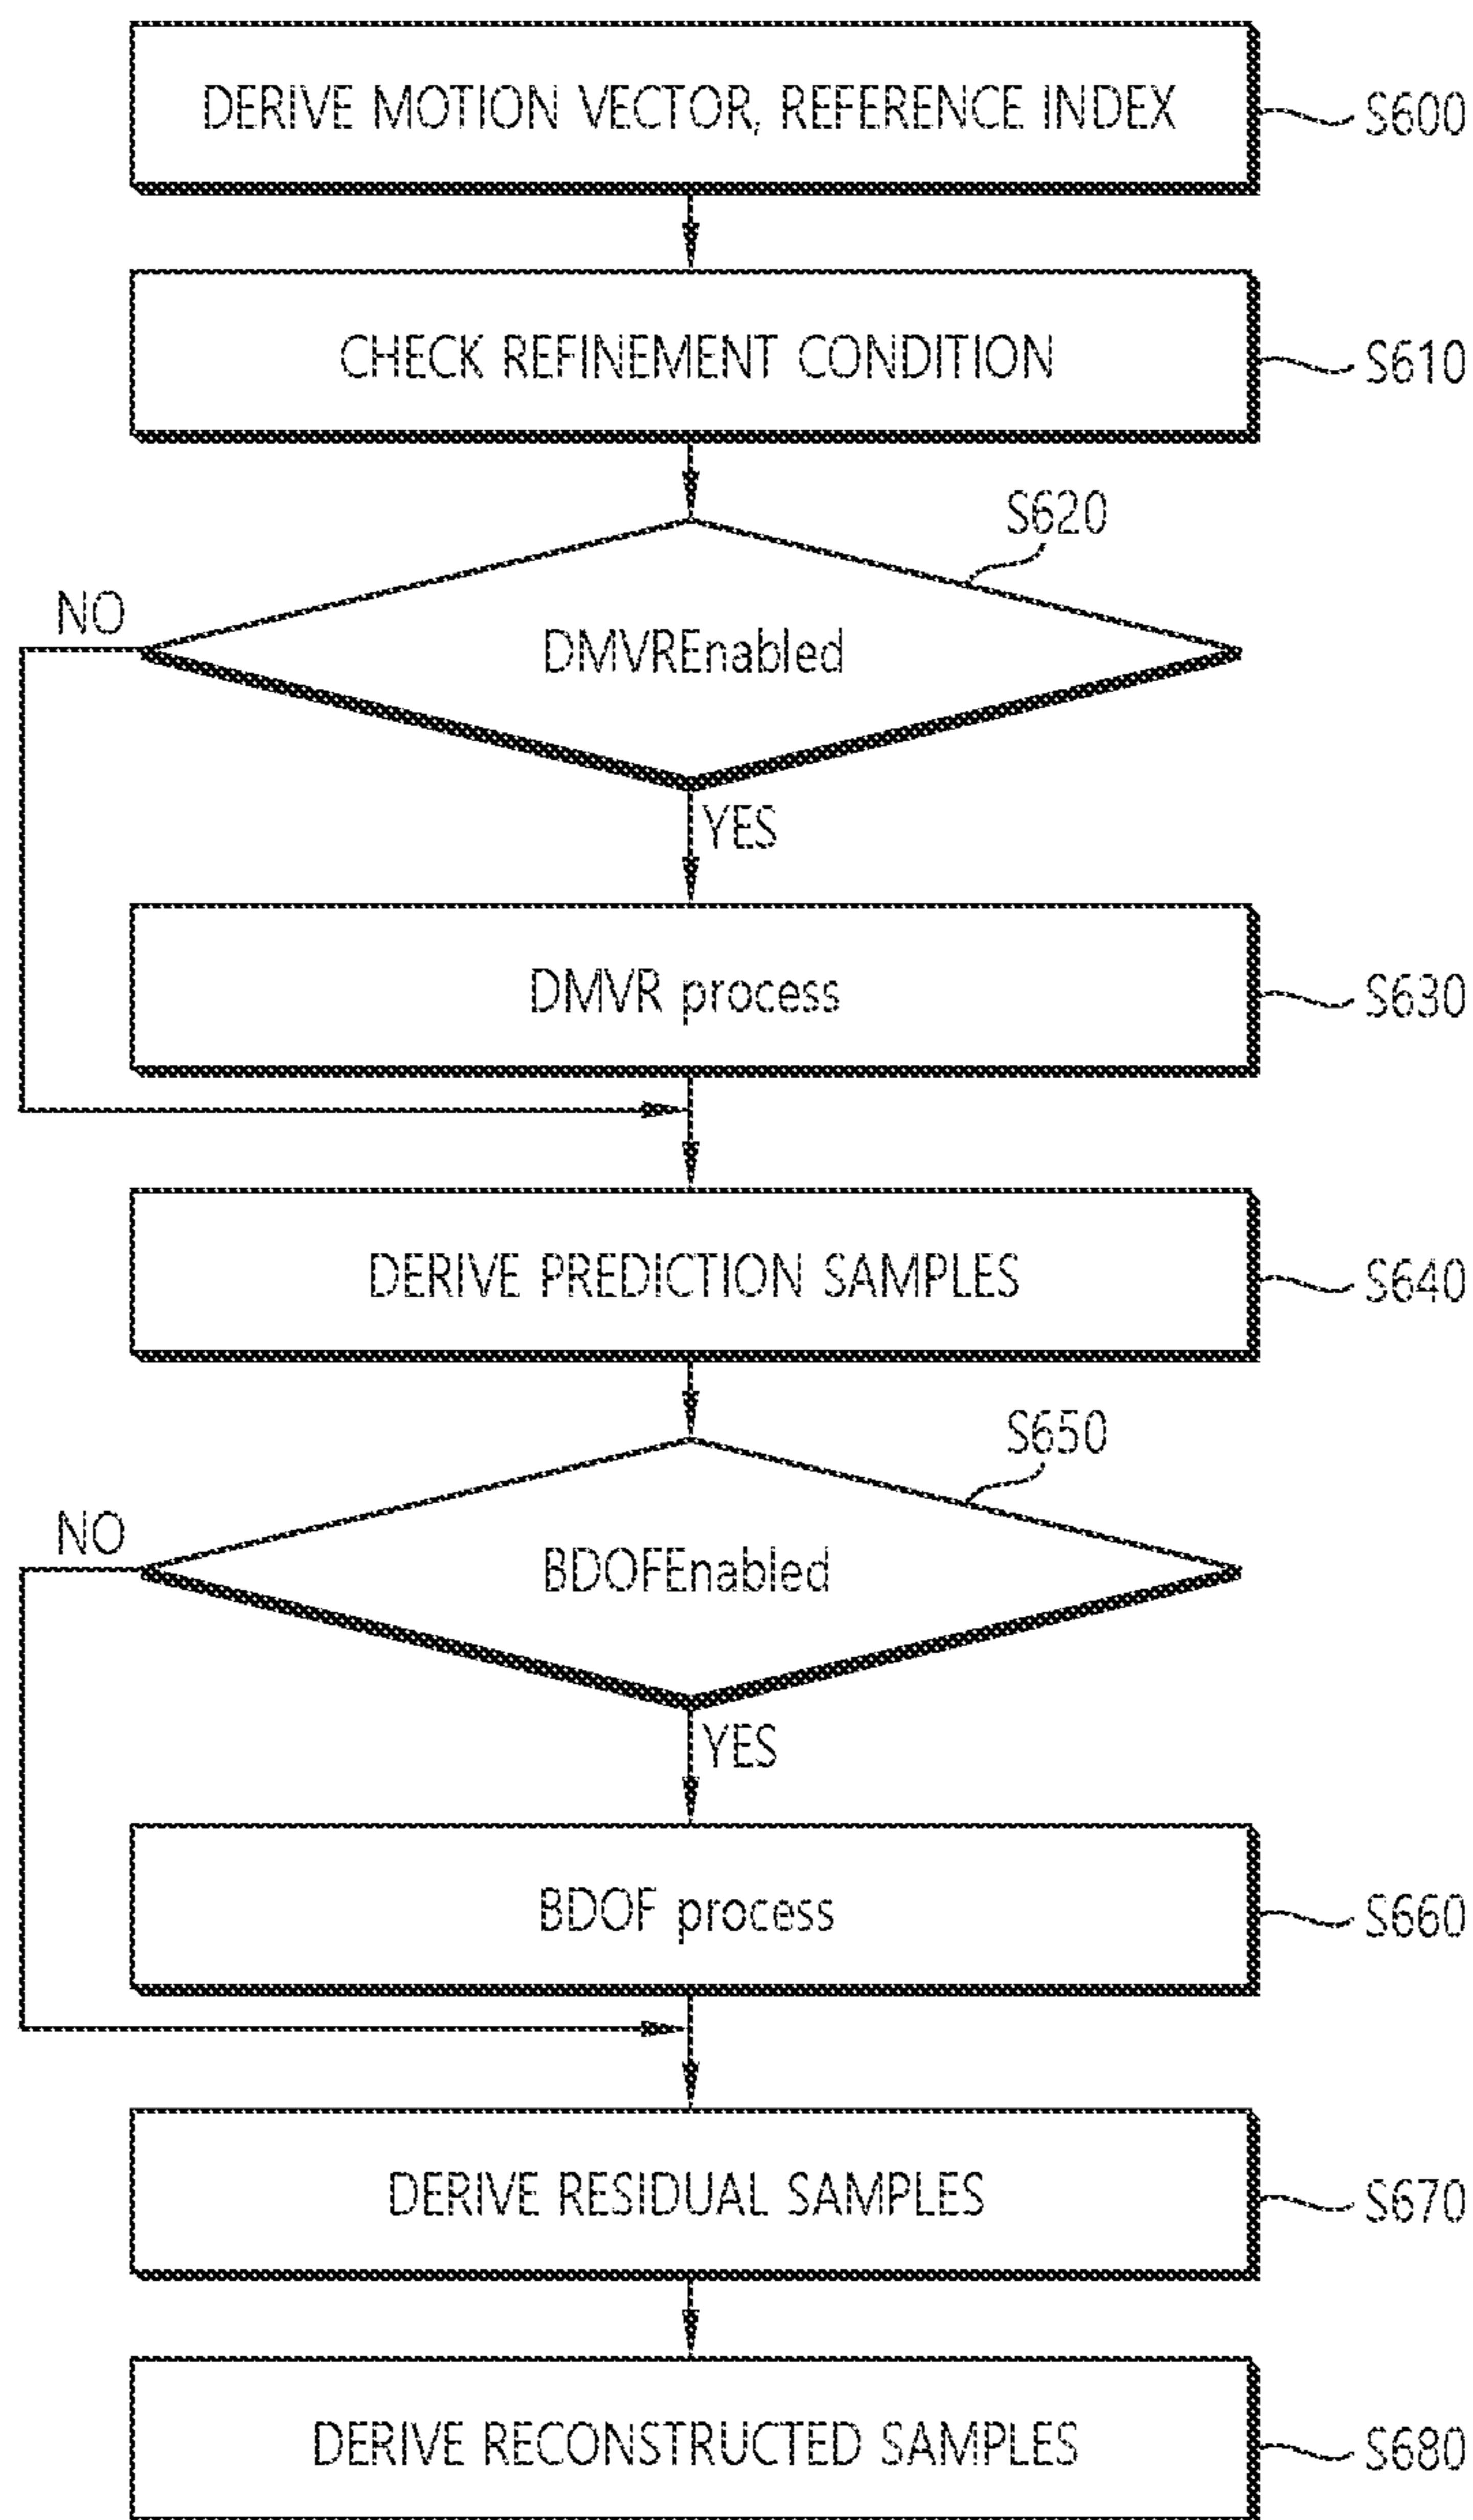 DERIVE MOTION VECTOR, REFERENCE INDEX
S600
CHECK REFINEMENT CONDITION
S610
S620
NO
DMVREnabled
YES
DMVR process
S630
DERIVE PREDICTION SAMPLES
S640
S650
NO
BDOFEnabled
YES
BDOF process
S660
DERIVE RESIDUAL SAMPLES
S670
DERIVE RECONSTRUCTED SAMPLES
S680